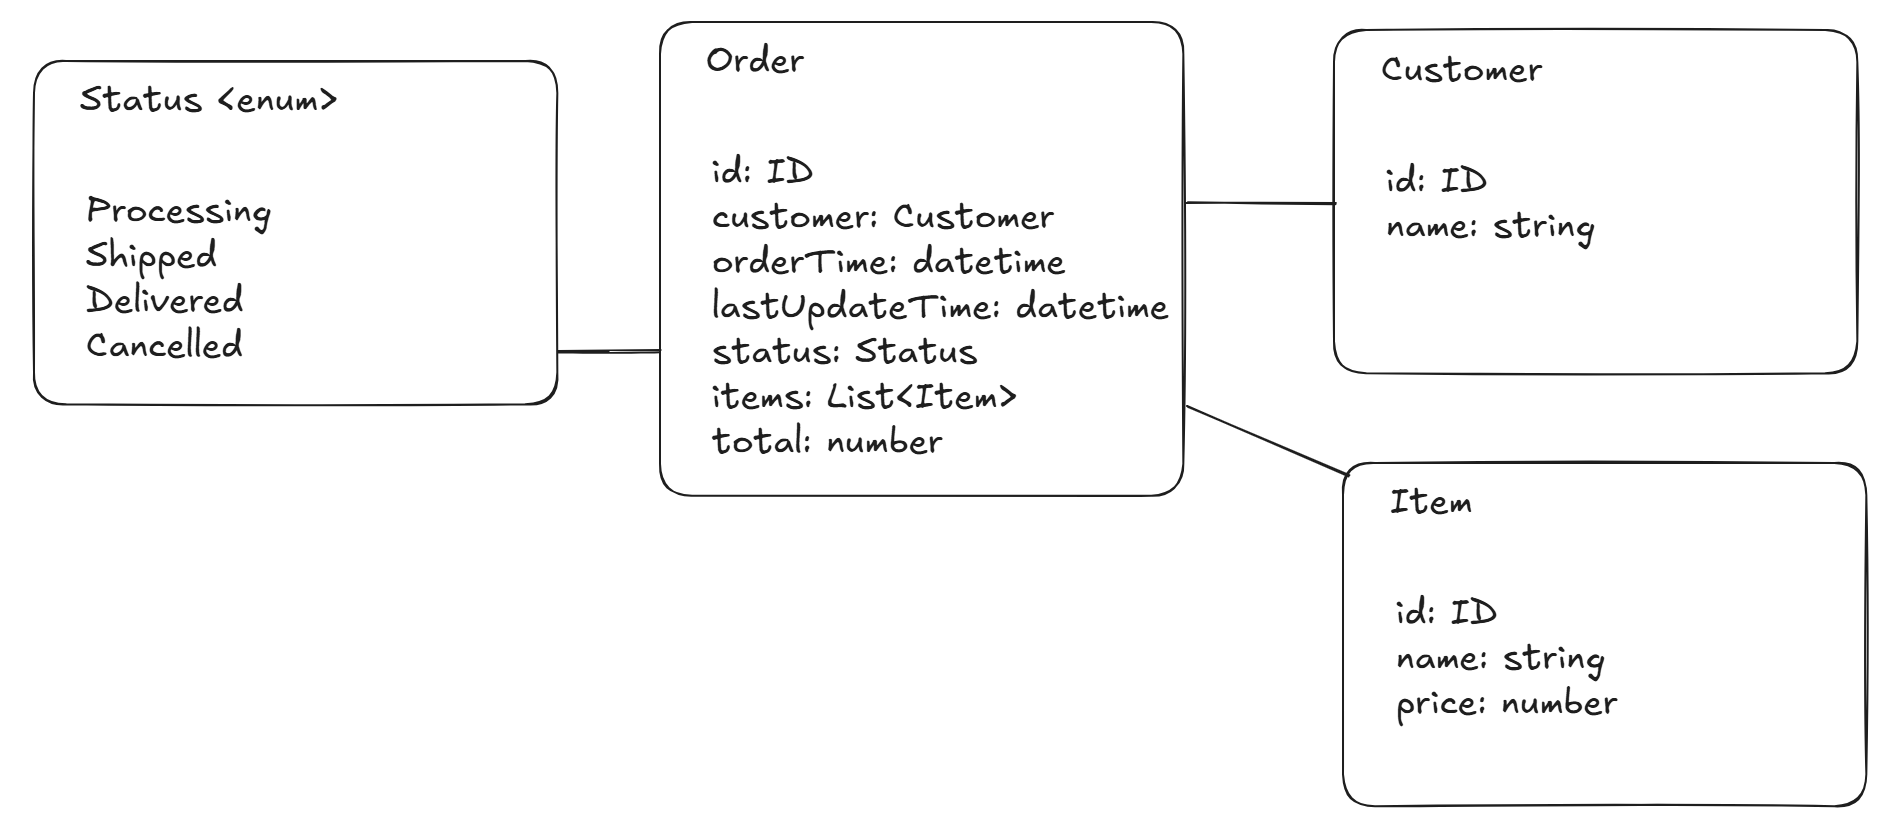 Status <enum>
Processing
Shipped
Delivered
Cancelled
Order
id: ID
customer: Customer
orderTime: datetime
lastUpdateTime: datetime
status: Status
items: List<Item>
total: number
Customer
id: ID
name: string
Item
id: ID
name: string
price: number